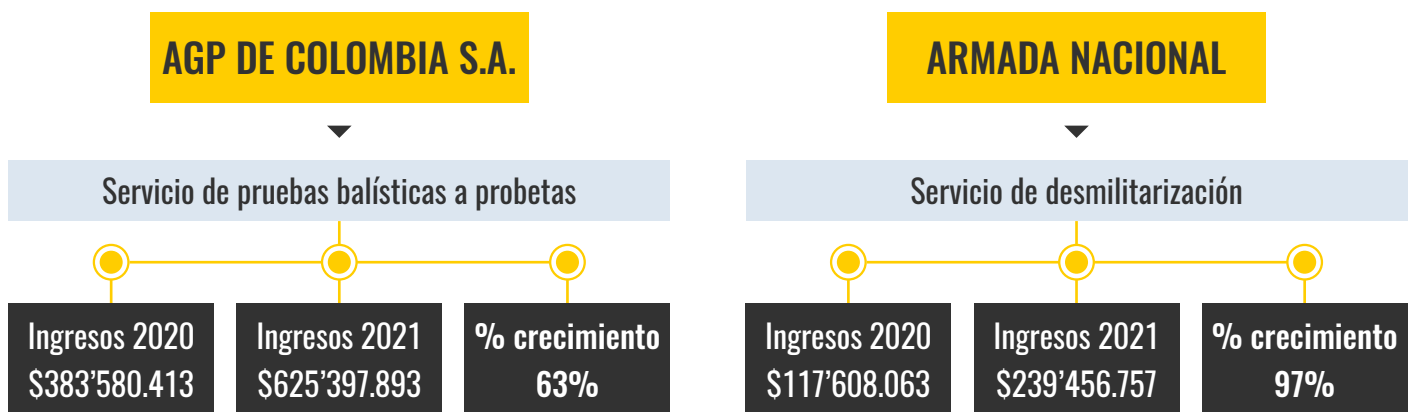 AGP DE COLOMBIA S.A.
Servicio de pruebas balísticas a probetas
Ingresos 2020
$383’580.413
Ingresos 2021
$625’397.893
% crecimiento
63%
ARMADA NACIONAL
Servicio de desmilitarización
Ingresos 2020
$117’608.063
Ingresos 2021
$239’456.757
% crecimiento
97%